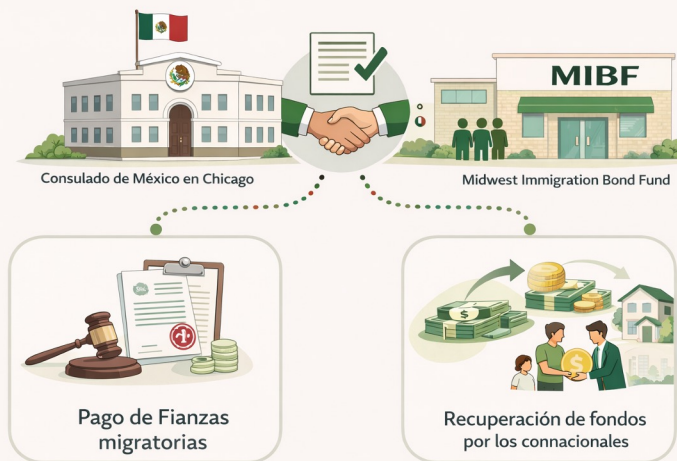 MIBF
Consulado de México en Chicago
Midwest Immigration Bond Fund
$
$
$
Pago de Fianzas
migratorias
Recuperación de fondos
por los connacionales